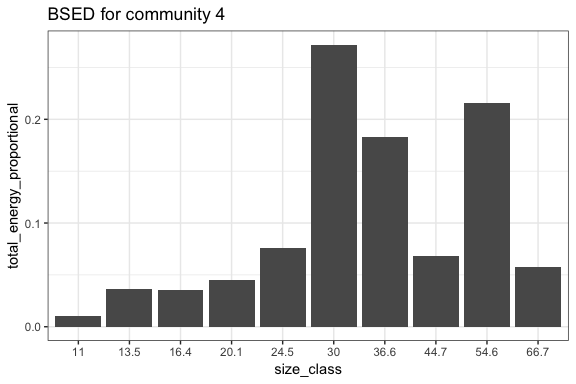 BSED for community 4
total_energy_proportional
0.2
0.1
0.0
11 13.5 16.4 20.1 24.5 30 36.6 44.7 54.6 66.7
size_class